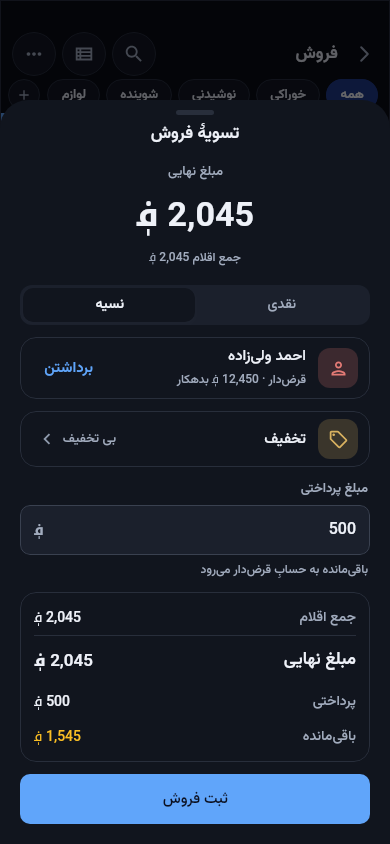 فروش
همه
خوراکی
نوشیدنی
شوینده
لوازم
تسویهٔ فروش
مبلغ نهایی
2,045 ؋
جمع اقلام 2,045 ؋
نقدی
نسیه
احمد ولی‌زاده
قرض‌دار · 12,450 ؋ بدهکار
برداشتن
تخفیف
بی تخفیف
مبلغ پرداختی
500
؋
باقی‌مانده به حسابِ قرض‌دار می‌رود
جمع اقلام
2,045 ؋
مبلغ نهایی
2,045 ؋
پرداختی
500 ؋
باقی‌مانده
1,545 ؋
ثبت فروش